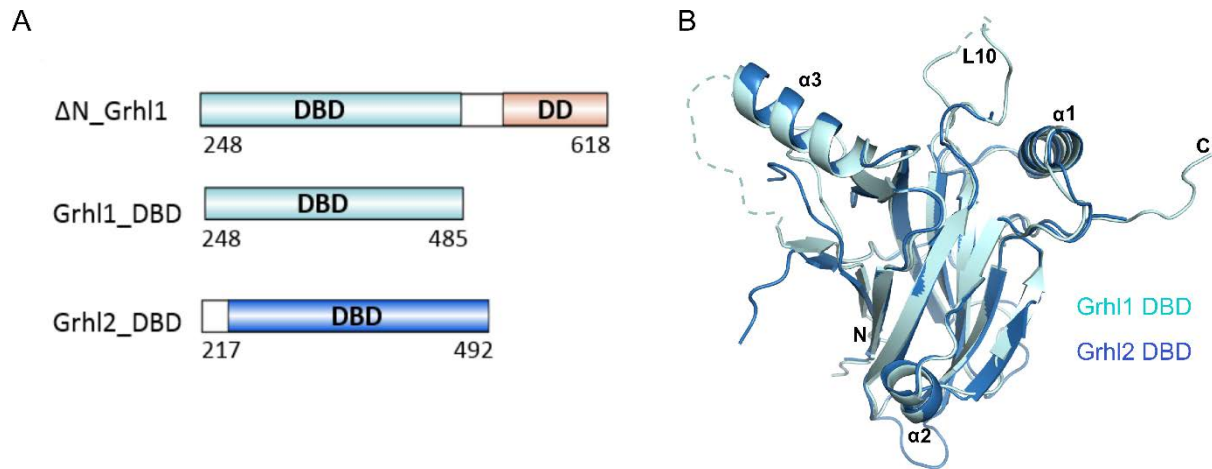 A
ΔN_Grhl1
DBD
DD
248
618
Grhl1_DBD
DBD
248
485
Grhl2_DBD
DBD
217
492
B
α3
L10
α1
C
N
α2
Grhl1 DBD
Grhl2 DBD